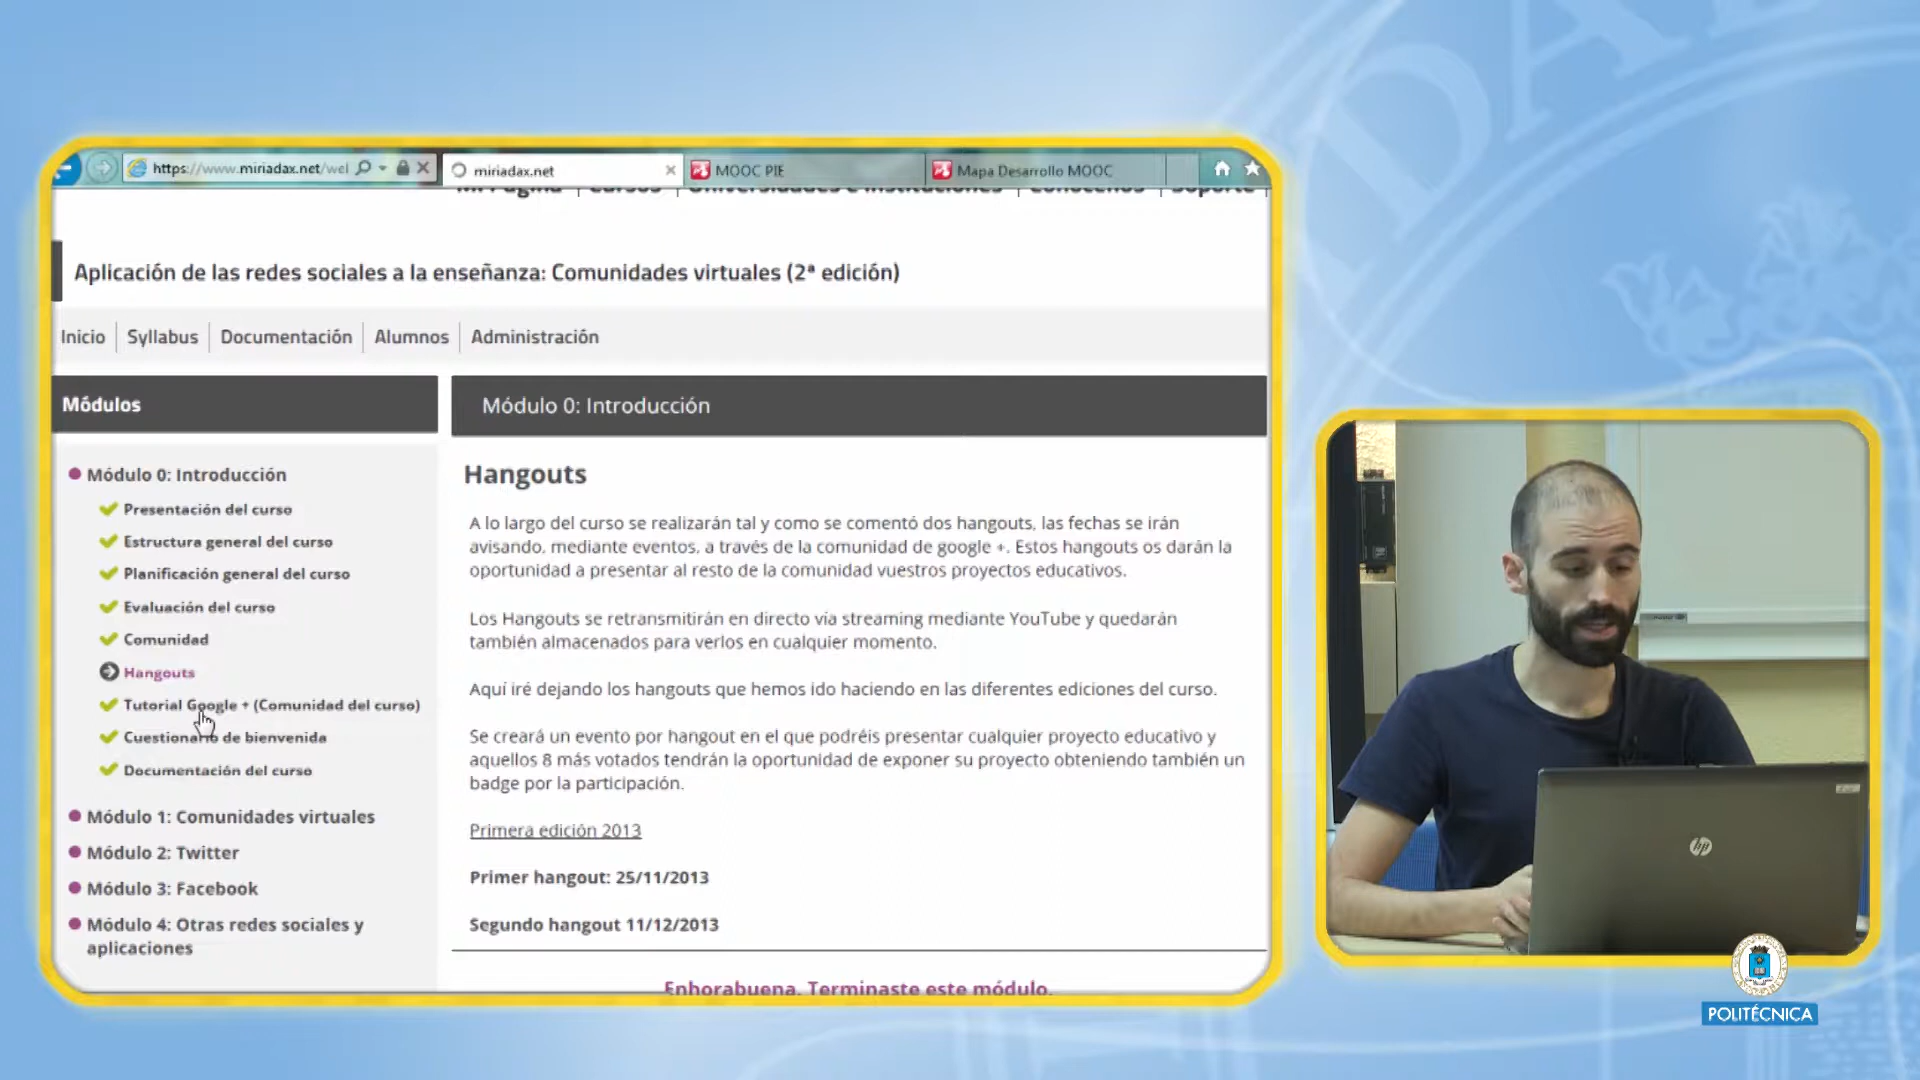 https://www.miriadax.net/wel
miriadax.net
MOOC PIE
Mapa Desarrollo MOOC
Mi Página | Cursos | Universidades e Instituciones | Conócenos | Soporte
Aplicación de las redes sociales a la enseñanza: Comunidades virtuales (2ª edición)
Inicio | Syllabus | Documentación | Alumnos | Administración
Módulos
Módulo 0: Introducción
Presentación del curso
Estructura general del curso
Planificación general del curso
Evaluación del curso
Comunidad
Hangouts
Tutorial Google + (Comunidad del curso)
Cuestionario de bienvenida
Documentación del curso
Módulo 1: Comunidades virtuales
Módulo 2: Twitter
Módulo 3: Facebook
Módulo 4: Otras redes sociales y
aplicaciones
Módulo 0: Introducción
Hangouts
A lo largo del curso se realizarán tal y como se comentó dos hangouts, las fechas se irán
avisando, mediante eventos, a través de la comunidad de google +. Estos hangouts os darán la
oportunidad a presentar al resto de la comunidad vuestros proyectos educativos.
Los Hangouts se retransmitirán en directo vía streaming mediante YouTube y quedarán
también almacenados para verlos en cualquier momento.
Aquí iré dejando los hangouts que hemos ido haciendo en las diferentes ediciones del curso.
Se creará un evento por hangout en el que podréis presentar cualquier proyecto educativo y
aquellos 8 más votados tendrán la oportunidad de exponer su proyecto obteniendo también un
badge por la participación.
Primera edición 2013
Primer hangout: 25/11/2013
Segundo hangout 11/12/2013
Enhorabuena. Terminaste este módulo.
hp
POLITÉCNICA